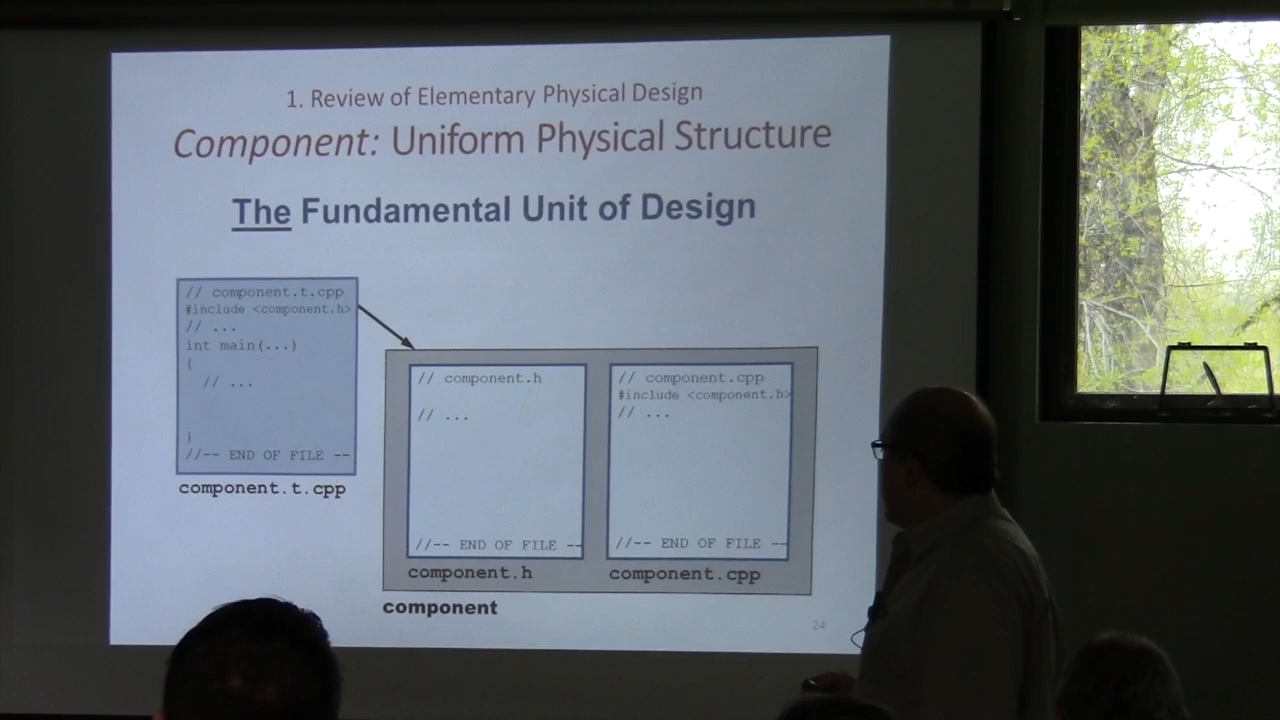 1. Review of Elementary Physical Design
Component: Uniform Physical Structure
The Fundamental Unit of Design
// component.t.cpp
#include <component.h>
// ...
int main(...)
{
// ...
}
//-- END OF FILE --
component.t.cpp
// component.h
// ...
//-- END OF FILE --
component.h
// component.cpp
#include <component.h>
// ...
//-- END OF FILE --
component.cpp
component
24